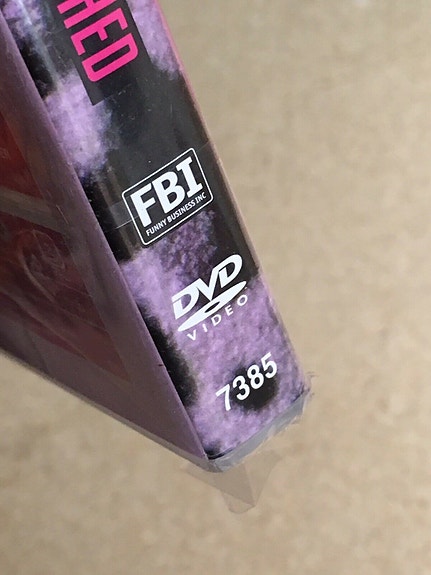 HED
FBI
FUNNY BUSINESS INC
DVD
VIDEO
7385